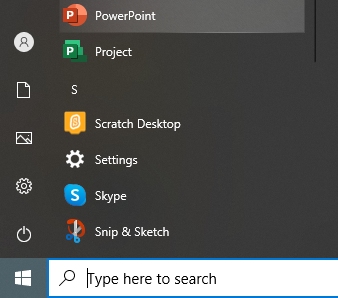 PowerPoint
Project
S
Scratch Desktop
Settings
Skype
Snip & Sketch
Type here to search